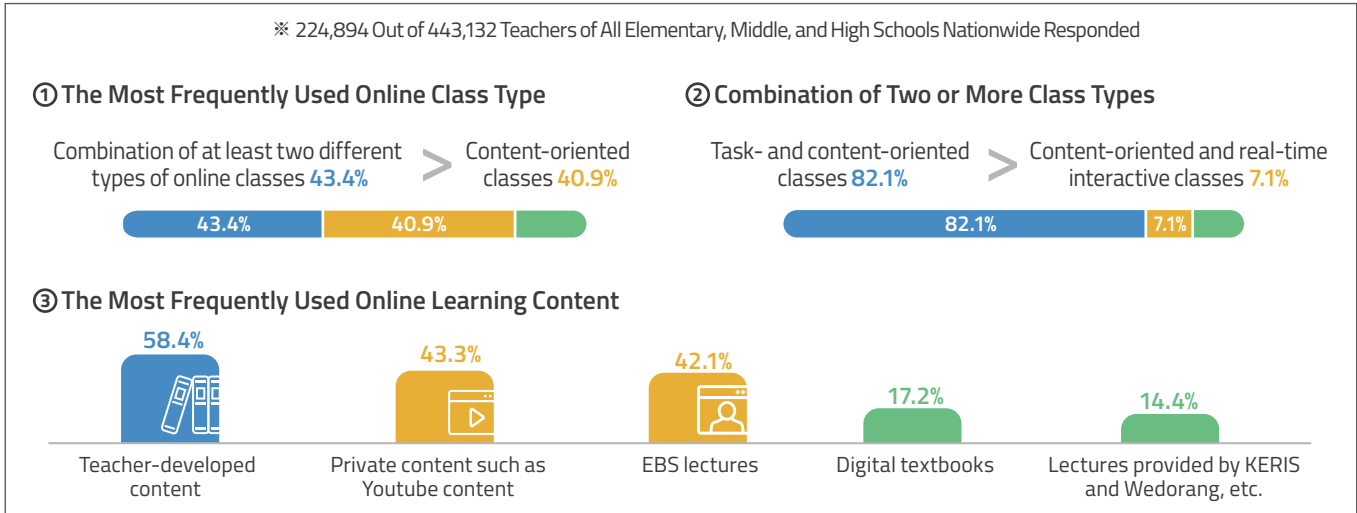 ※ 224,894 Out of 443,132 Teachers of All Elementary, Middle, and High Schools Nationwide Responded
① The Most Frequently Used Online Class Type
Combination of at least two different
types of online classes 43.4%
>
Content-oriented
classes 40.9%
43.4% 40.9%
② Combination of Two or More Class Types
Task- and content-oriented
classes 82.1%
>
Content-oriented and real-time
interactive classes 7.1%
82.1% 7.1%
③ The Most Frequently Used Online Learning Content
58.4%
Teacher-developed
content
43.3%
Private content such as
Youtube content
42.1%
EBS lectures
17.2%
Digital textbooks
14.4%
Lectures provided by KERIS
and Wedorang, etc.